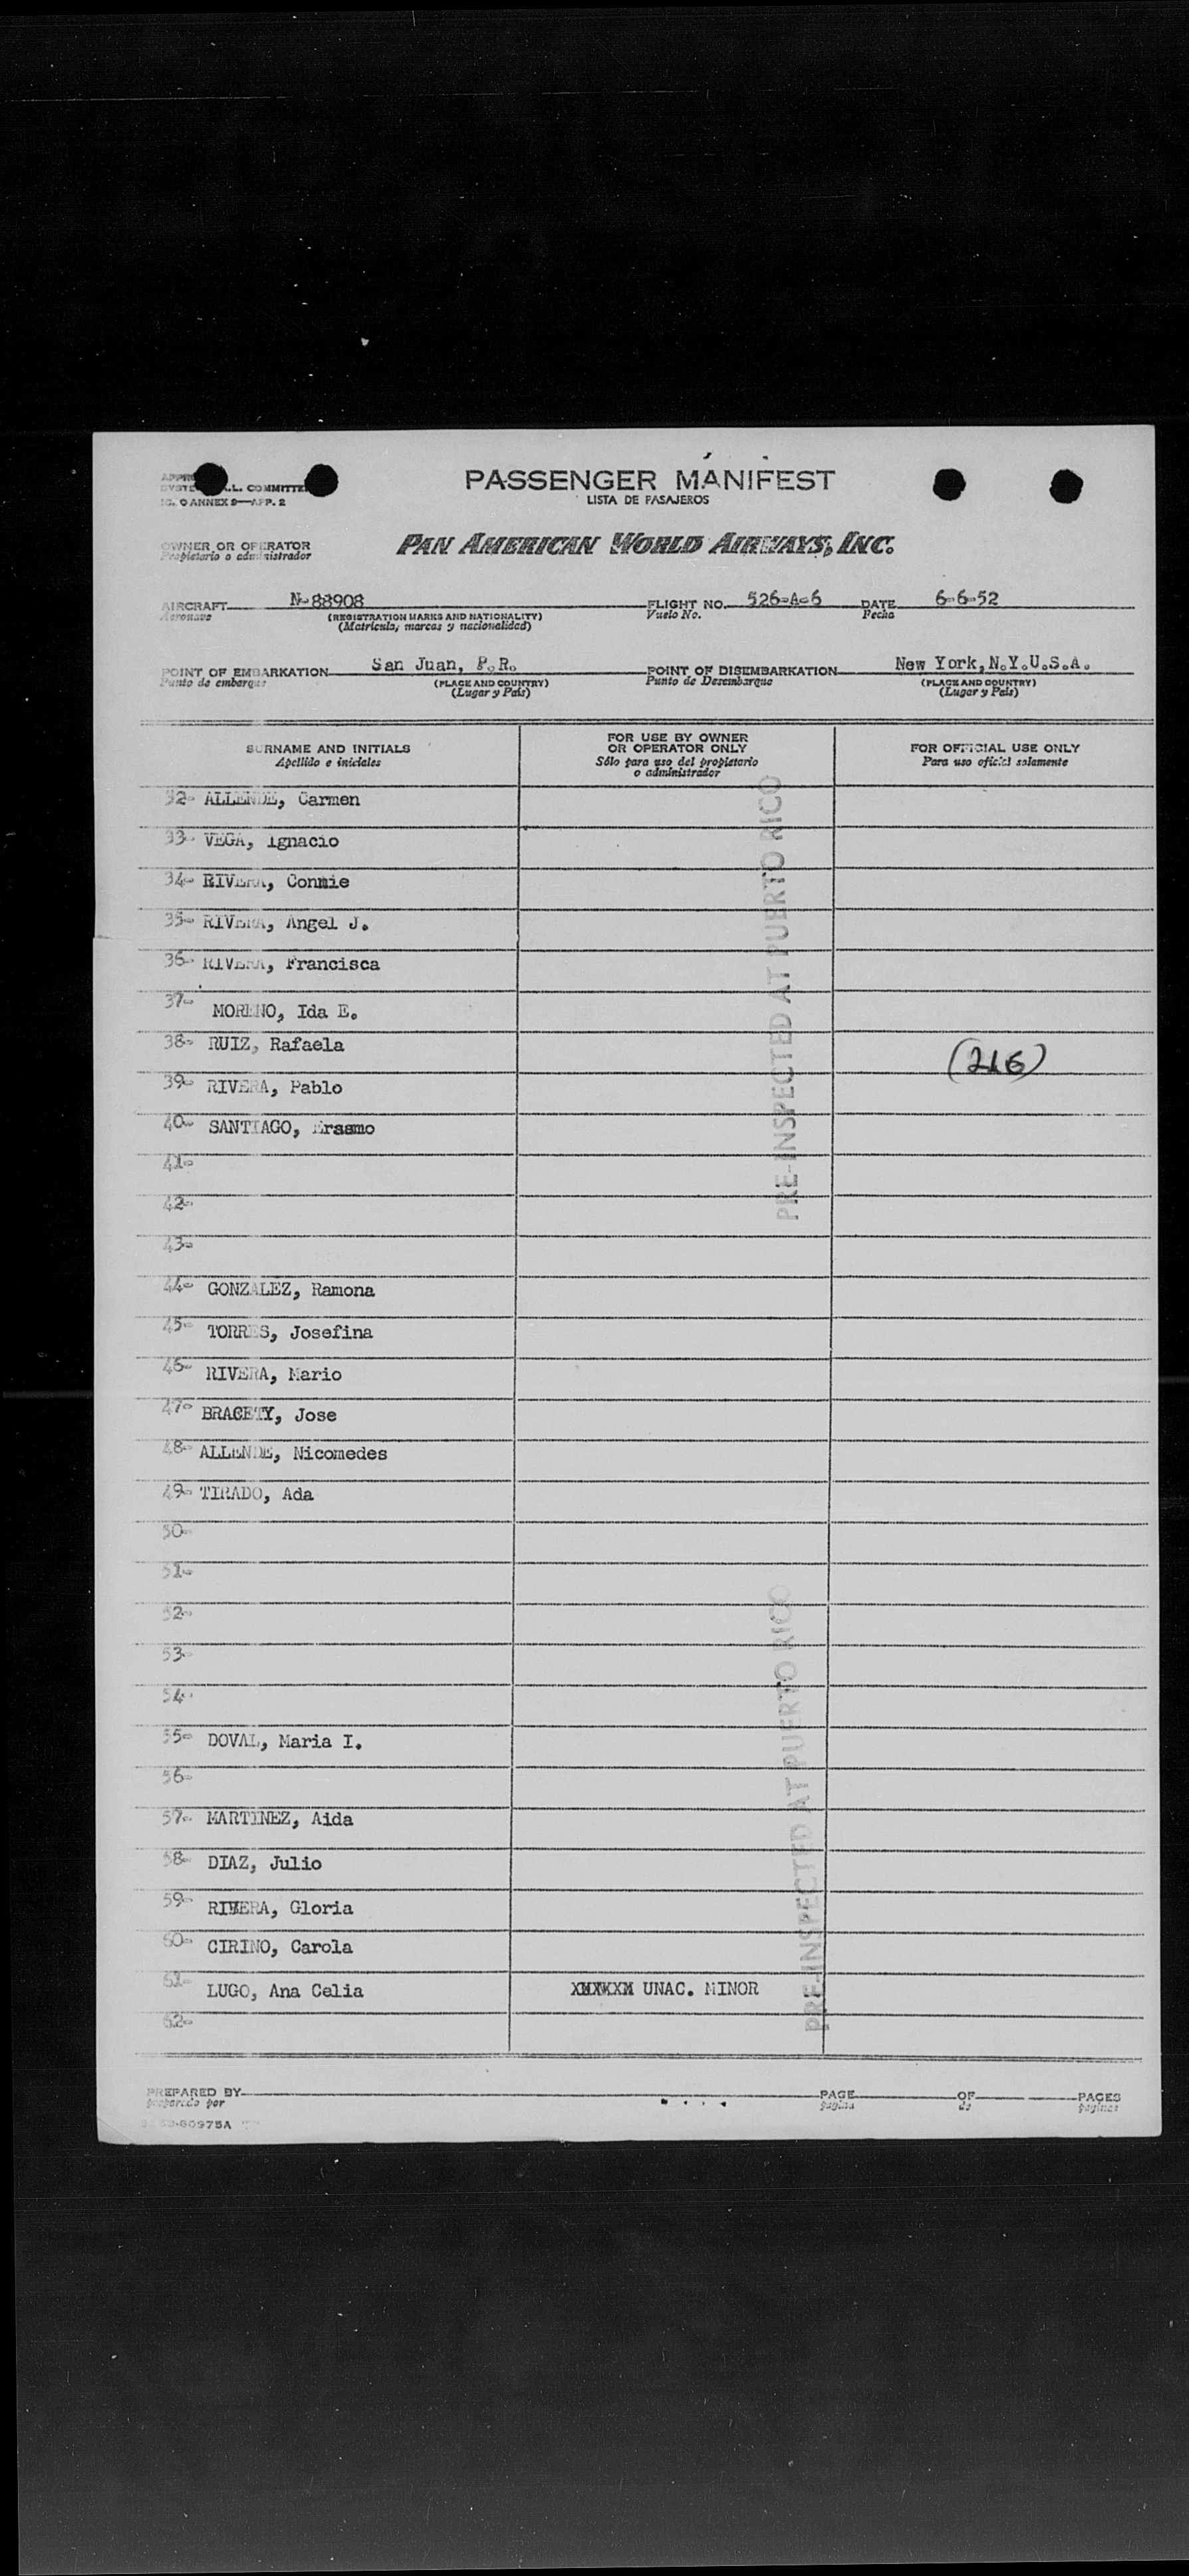 PASSENGER MANIFEST
LISTA DE PASAJEROS
COMMITTEE
ANNEX 9—APP. 2
OWNER OR OPERATOR
Propietario o administrador
PAN AMERICAN WORLD AIRWAYS, INC.
AIRCRAFT N-88908 FLIGHT NO. 526-A-6 DATE 6-6-52
Aeronave (REGISTRATION MARKS AND NATIONALITY) Vuelo No. Fecha
(Matrícula, marcas y nacionalidad)
POINT OF EMBARKATION San Juan, P.R. POINT OF DISEMBARKATION New York,N.Y.U.S.A.
Punto de embarque (PLACE AND COUNTRY) Punto de Desembarque (PLACE AND COUNTRY)
(Lugar y País) (Lugar y País)
SURNAME AND INITIALS
Apellido e iniciales
FOR USE BY OWNER
OR OPERATOR ONLY
Sólo para uso del propietario
o administrador
FOR OFFICIAL USE ONLY
Para uso oficial solamente
32- ALLENDE, Carmen
33- VEGA, Ignacio
34- RIVERA, Connie
35- RIVERA, Angel J.
36- RIVERA, Francisca
37- MORENO, Ida E.
38- RUIZ, Rafaela
(216)
39- RIVERA, Pablo
40- SANTIAGO, Erasmo
41-
42-
43-
44- GONZALEZ, Ramona
45- TORRES, Josefina
46- RIVERA, Mario
47- BRACETY, Jose
48- ALLENDE, Nicomedes
49- TIRADO, Ada
50-
51-
52-
53-
54-
55- DOVAL, Maria I.
56-
57- MARTINEZ, Aida
58- DIAZ, Julio
59- RIVERA, Gloria
60- CIRINO, Carola
61- LUGO, Ana Celia UNAC. MINOR
62-
PRE-INSPECTED AT PUERTO RICO
PRE-INSPECTED AT PUERTO RICO
PREPARED BY PAGE OF PAGES
preparado por página de páginas
60975A